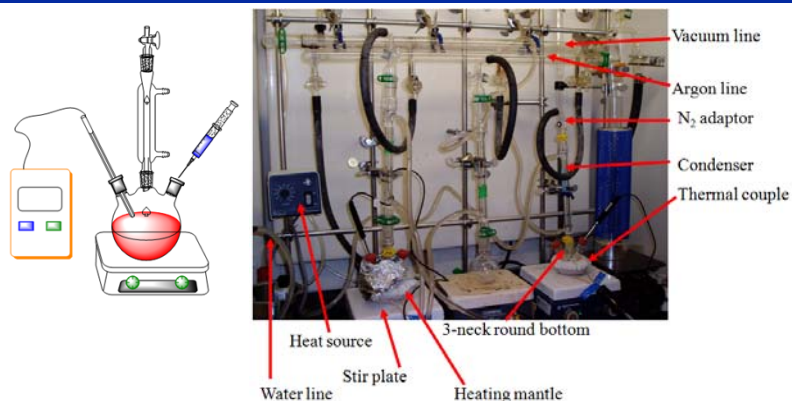 Vacuum line
Argon line
N₂ adaptor
Condenser
Thermal couple
3-neck round bottom
Heat source
Stir plate
Water line
Heating mantle